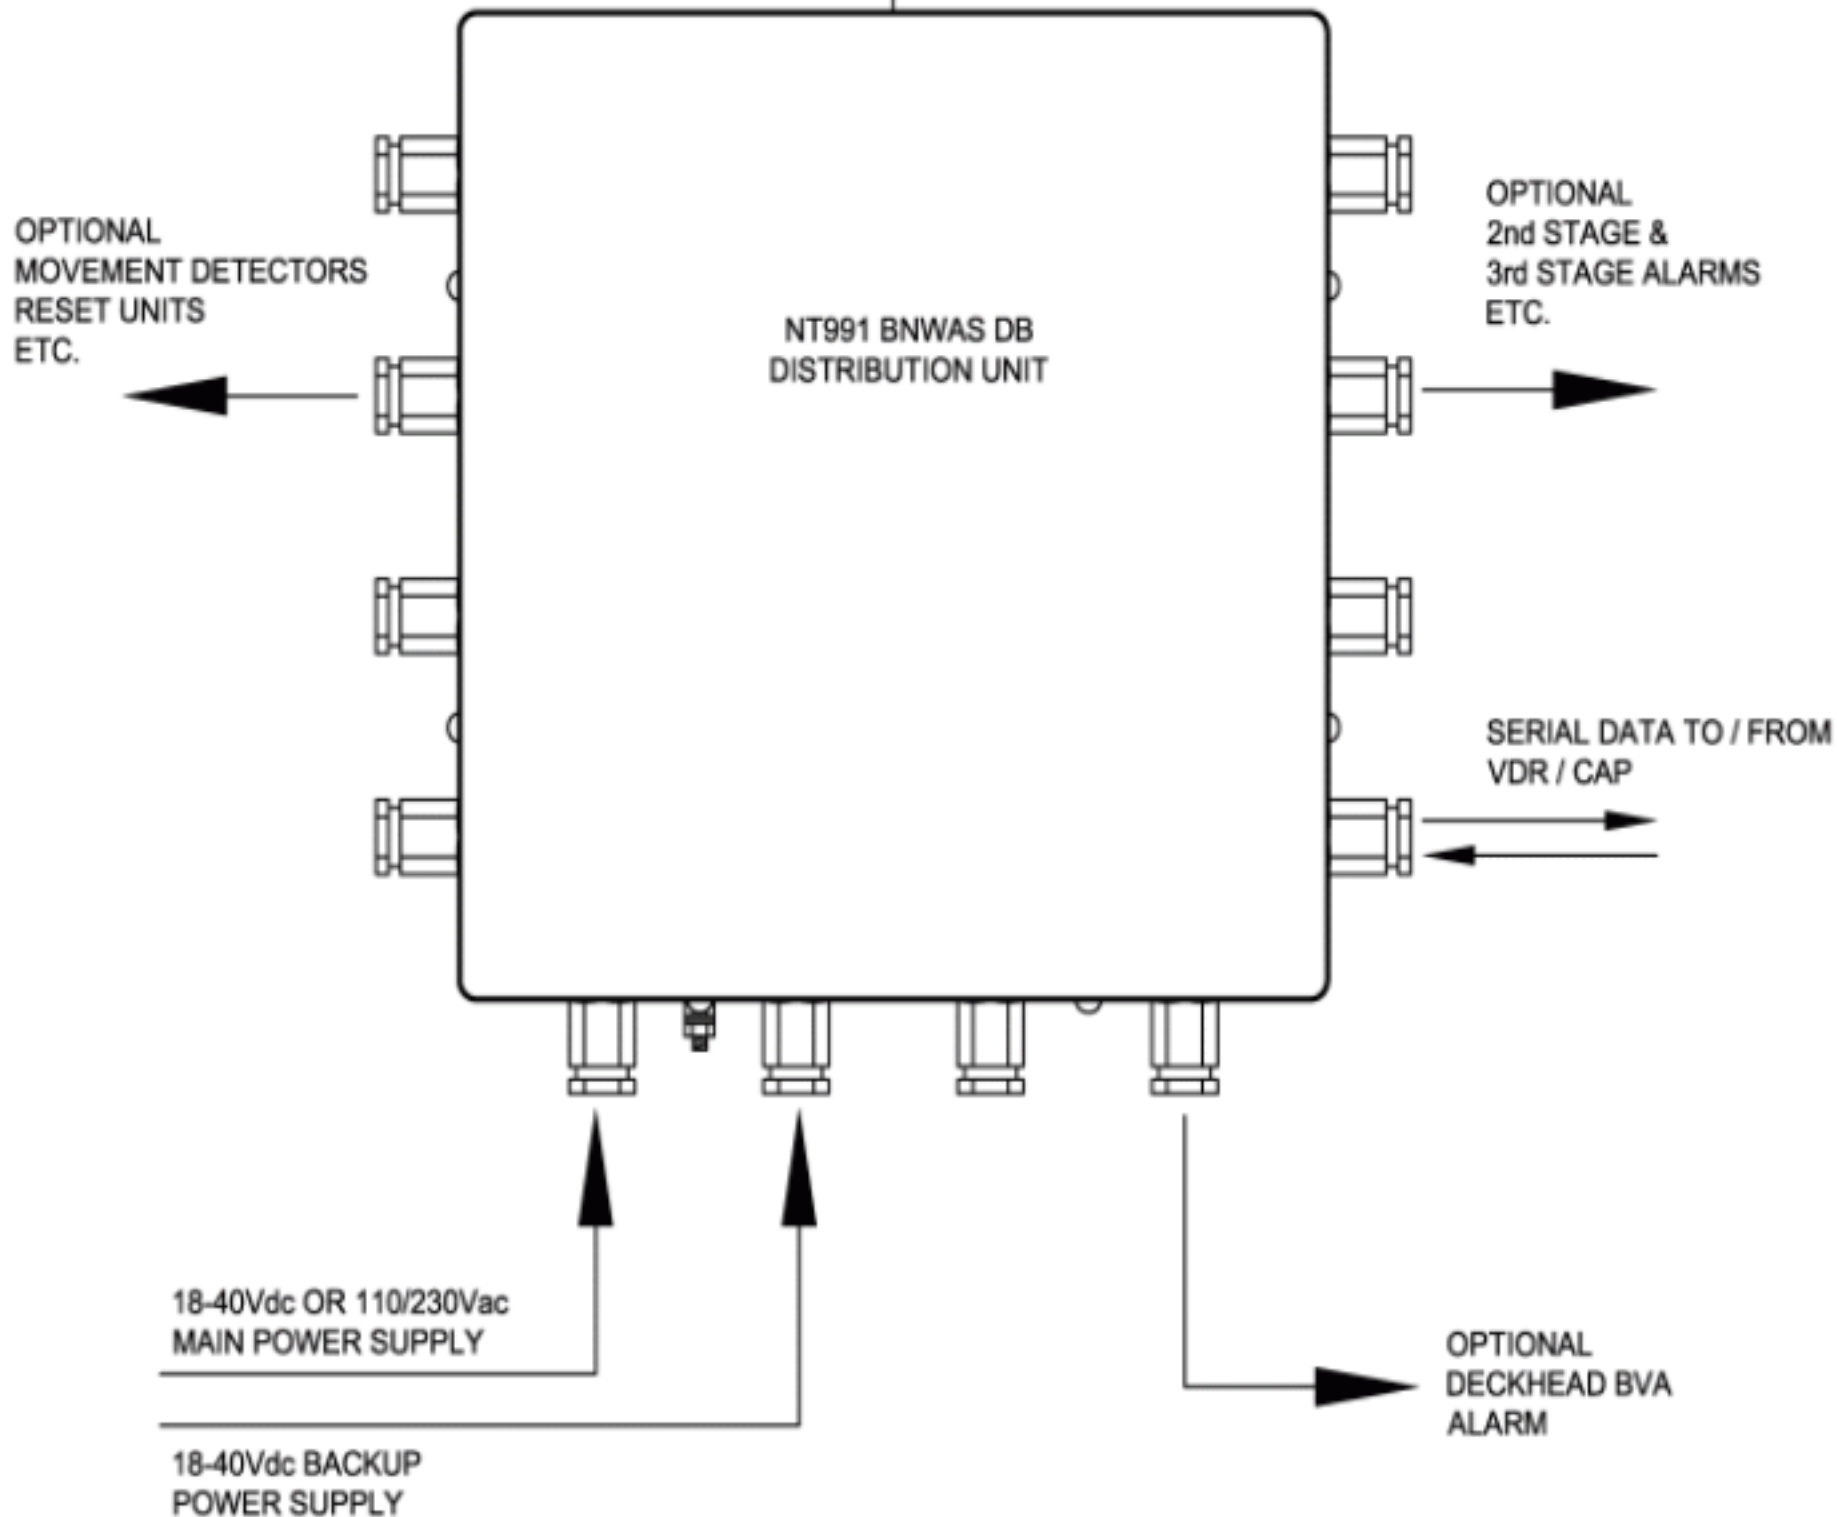 OPTIONAL
MOVEMENT DETECTORS
RESET UNITS
ETC.
NT991 BNWAS DB
DISTRIBUTION UNIT
OPTIONAL
2nd STAGE &
3rd STAGE ALARMS
ETC.
SERIAL DATA TO / FROM
VDR / CAP
18-40Vdc OR 110/230Vac
MAIN POWER SUPPLY
18-40Vdc BACKUP
POWER SUPPLY
OPTIONAL
DECKHEAD BVA
ALARM